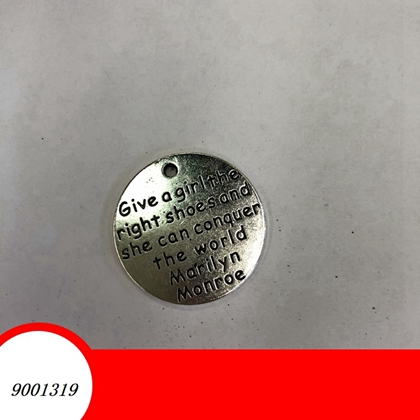 Give a girl the
right shoes and
she can conquer
the world
Marilyn
Monroe
9001319